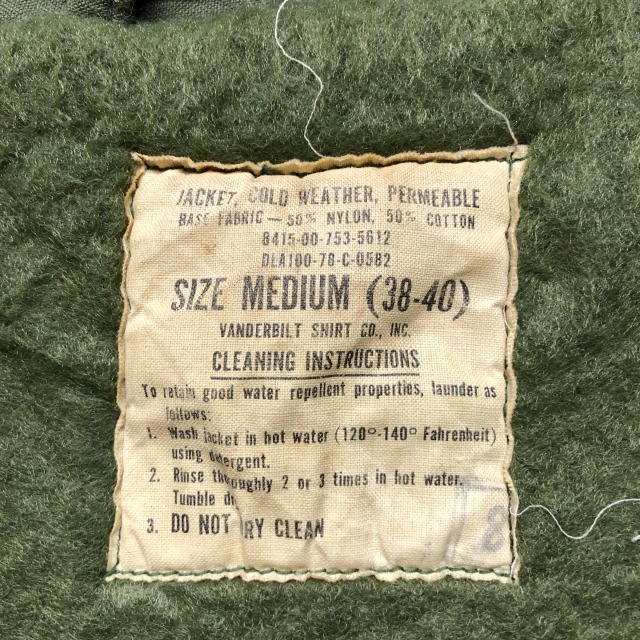 JACKET, COLD WEATHER, PERMEABLE
BASE FABRIC — 50% NYLON, 50% COTTON
8415-00-753-5612
DLA100-78-C-0582
SIZE MEDIUM (38-40)
VANDERBILT SHIRT CO., INC.
CLEANING INSTRUCTIONS
To retain good water repellent properties, launder as
follows:
1. Wash jacket in hot water (120°-140° Fahrenheit)
using detergent.
2. Rinse thoroughly 2 or 3 times in hot water.
Tumble
3. DO NOT DRY CLEAN
8